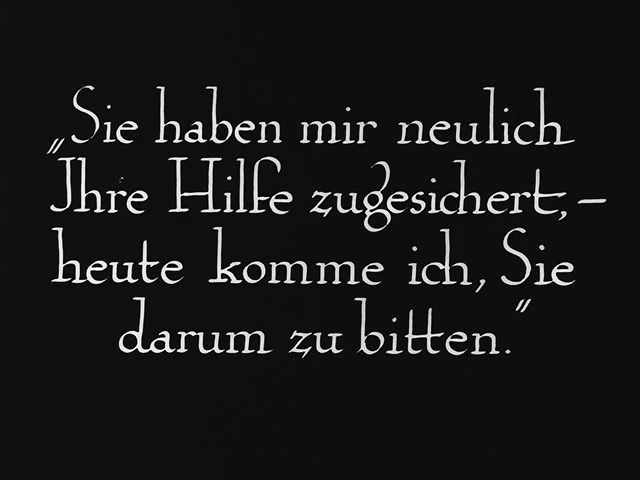 „Sie haben mir neulich
Ihre Hilfe zugesichert, –
heute komme ich, Sie
darum zu bitten.“